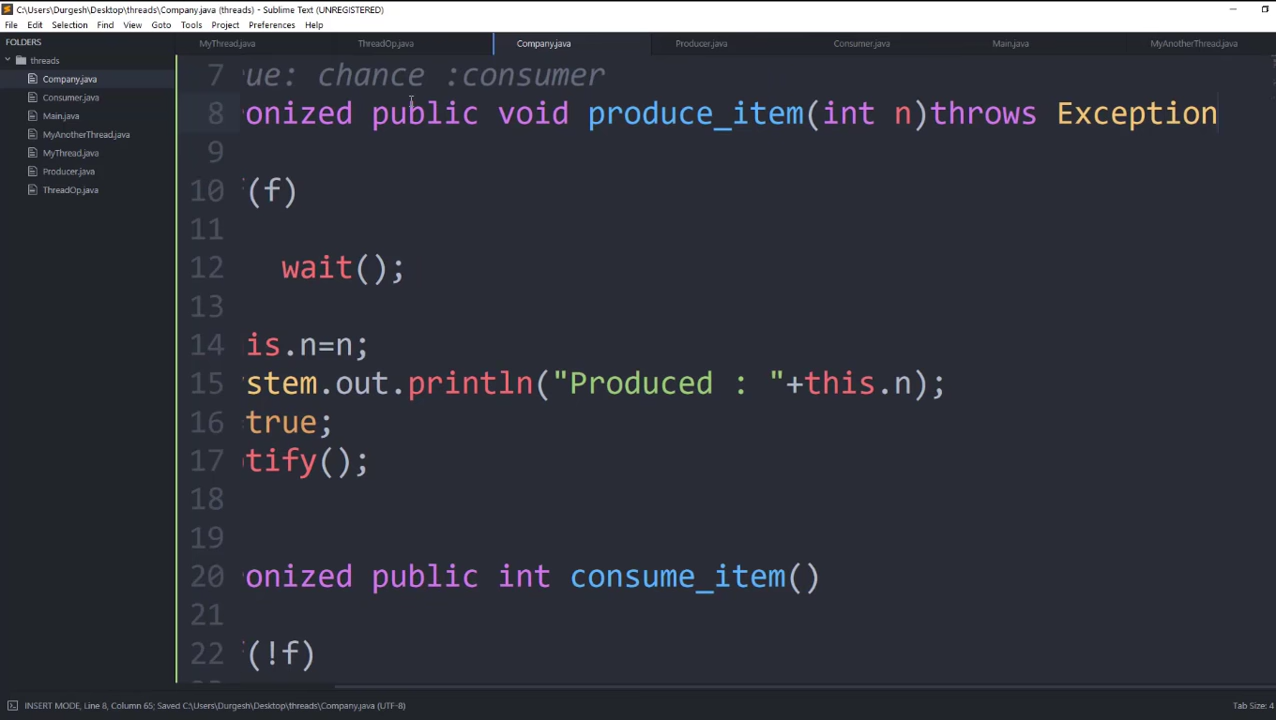 C:\Users\Durgesh\Desktop\threads\Company.java (threads) - Sublime Text (UNREGISTERED)
File Edit Selection Find View Goto Tools Project Preferences Help
FOLDERS
threads
Company.java
Consumer.java
Main.java
MyAnotherThread.java
MyThread.java
Producer.java
ThreadOp.java
MyThread.java ThreadOp.java Company.java Producer.java Consumer.java Main.java MyAnotherThread.java
7 ue: chance :consumer
8 onized public void produce_item(int n)throws Exception
9
10 (f)
11
12 wait();
13
14 is.n=n;
15 stem.out.println("Produced : "+this.n);
16 true;
17 tify();
18
19
20 onized public int consume_item()
21
22 (!f)
INSERT MODE, Line 8, Column 65; Saved C:\Users\Durgesh\Desktop\threads\Company.java (UTF-8) Tab Size: 4